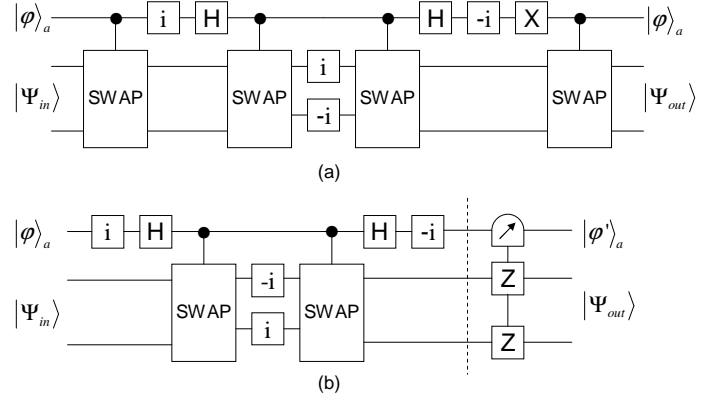 |φ⟩a i H H -i X |φ⟩a
|Ψin⟩ SWAP SWAP i -i SWAP SWAP |Ψout⟩
(a)
|φ⟩a i H H -i |φ'⟩a
|Ψin⟩ SWAP -i i SWAP Z Z |Ψout⟩
(b)